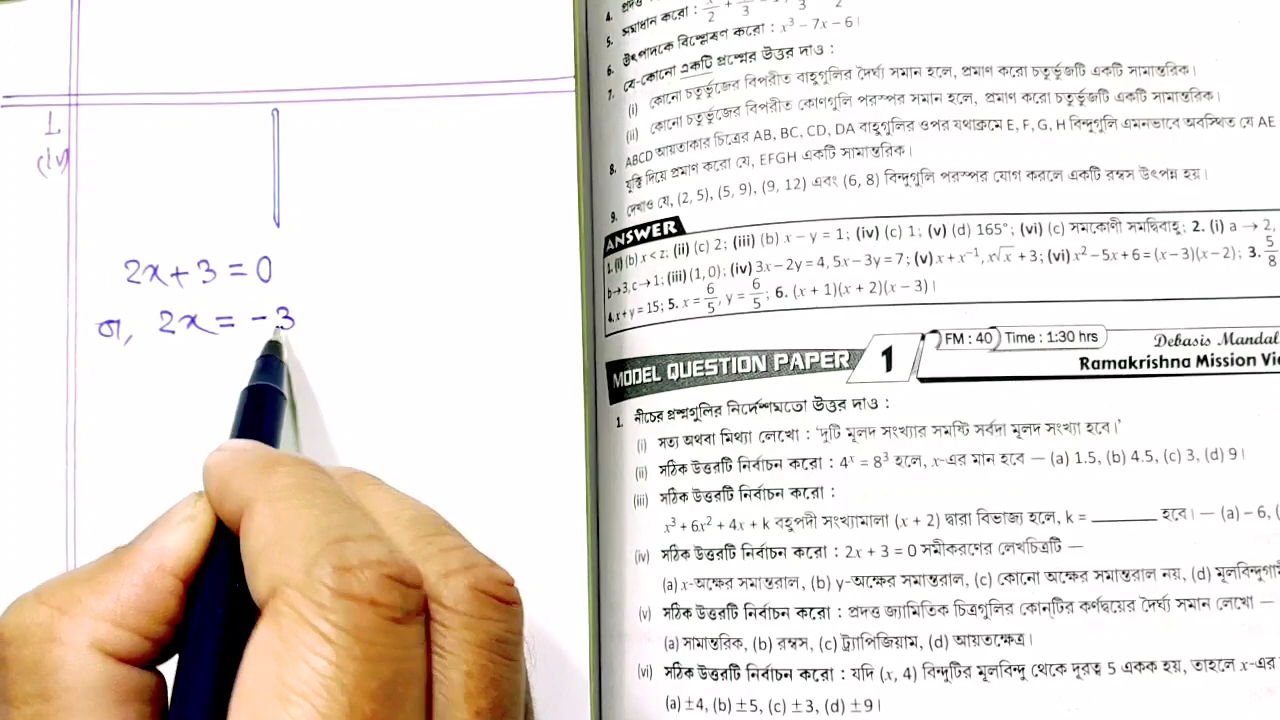 1
(iv)
2x + 3 = 0
বা, 2x = -3
4. প্রদত্ত
5. সমাধান করো :
6. উৎপাদকে বিশ্লেষণ করো : x³ – 7x – 6।
7. যে-কোনো একটি প্রশ্নের উত্তর দাও :
(i) কোনো চতুর্ভুজের বিপরীত বাহুগুলির দৈর্ঘ্য সমান হলে, প্রমাণ করো চতুর্ভুজটি একটি সামান্তরিক।
(ii) কোনো চতুর্ভুজের বিপরীত কোণগুলি পরস্পর সমান হলে, প্রমাণ করো চতুর্ভুজটি একটি সামান্তরিক।
8. ABCD আয়তাকার চিত্রের AB, BC, CD, DA বাহুগুলির ওপর যথাক্রমে E, F, G, H বিন্দুগুলি এমনভাবে অবস্থিত যে AE
যুক্তি দিয়ে প্রমাণ করো যে, EFGH একটি সামান্তরিক।
9. দেখাও যে, (2, 5), (5, 9), (9, 12) এবং (6, 8) বিন্দুগুলি পরস্পর যোগ করলে একটি রম্বস উৎপন্ন হয়।
ANSWER
1. (i) (b) x < z; (ii) (c) 2; (iii) (b) x – y = 1; (iv) (c) 1; (v) (d) 165°; (vi) (c) সমকোণী সমদ্বিবাহু; 2. (i) a → 2,
b→3, c→1; (iii) (1, 0); (iv) 3x – 2y = 4, 5x – 3y = 7; (v) x + x⁻¹, x√x + 3; (vi) x² – 5x + 6 = (x – 3)(x – 2); 3. 5/8
4. x + y = 15; 5. x = 6/5, y = 6/5; 6. (x + 1)(x + 2)(x – 3)।
MODEL QUESTION PAPER 1
FM : 40 Time : 1:30 hrs
Debasis Mandal
Ramakrishna Mission Vi
1. নীচের প্রশ্নগুলির নির্দেশমতো উত্তর দাও :
(i) সত্য অথবা মিথ্যা লেখো : ‘দুটি মূলদ সংখ্যার সমষ্টি সর্বদা মূলদ সংখ্যা হবে।’
(ii) সঠিক উত্তরটি নির্বাচন করো : 4ˣ = 8³ হলে, x-এর মান হবে — (a) 1.5, (b) 4.5, (c) 3, (d) 9।
(iii) সঠিক উত্তরটি নির্বাচন করো :
x³ + 6x² + 4x + k বহুপদী সংখ্যামালা (x + 2) দ্বারা বিভাজ্য হলে, k = ______ হবে। — (a) – 6, (
(iv) সঠিক উত্তরটি নির্বাচন করো : 2x + 3 = 0 সমীকরণের লেখচিত্রটি —
(a) x-অক্ষের সমান্তরাল, (b) y-অক্ষের সমান্তরাল, (c) কোনো অক্ষের সমান্তরাল নয়, (d) মূলবিন্দুগামী
(v) সঠিক উত্তরটি নির্বাচন করো : প্রদত্ত জ্যামিতিক চিত্রগুলির কোনটির কর্ণদ্বয়ের দৈর্ঘ্য সমান লেখো —
(a) সামান্তরিক, (b) রম্বস, (c) ট্র্যাপিজিয়াম, (d) আয়তক্ষেত্র।
(vi) সঠিক উত্তরটি নির্বাচন করো : যদি (x, 4) বিন্দুটির মূলবিন্দু থেকে দূরত্ব 5 একক হয়, তাহলে x-এর
(a) ±4, (b) ±5, (c) ±3, (d) ±9।